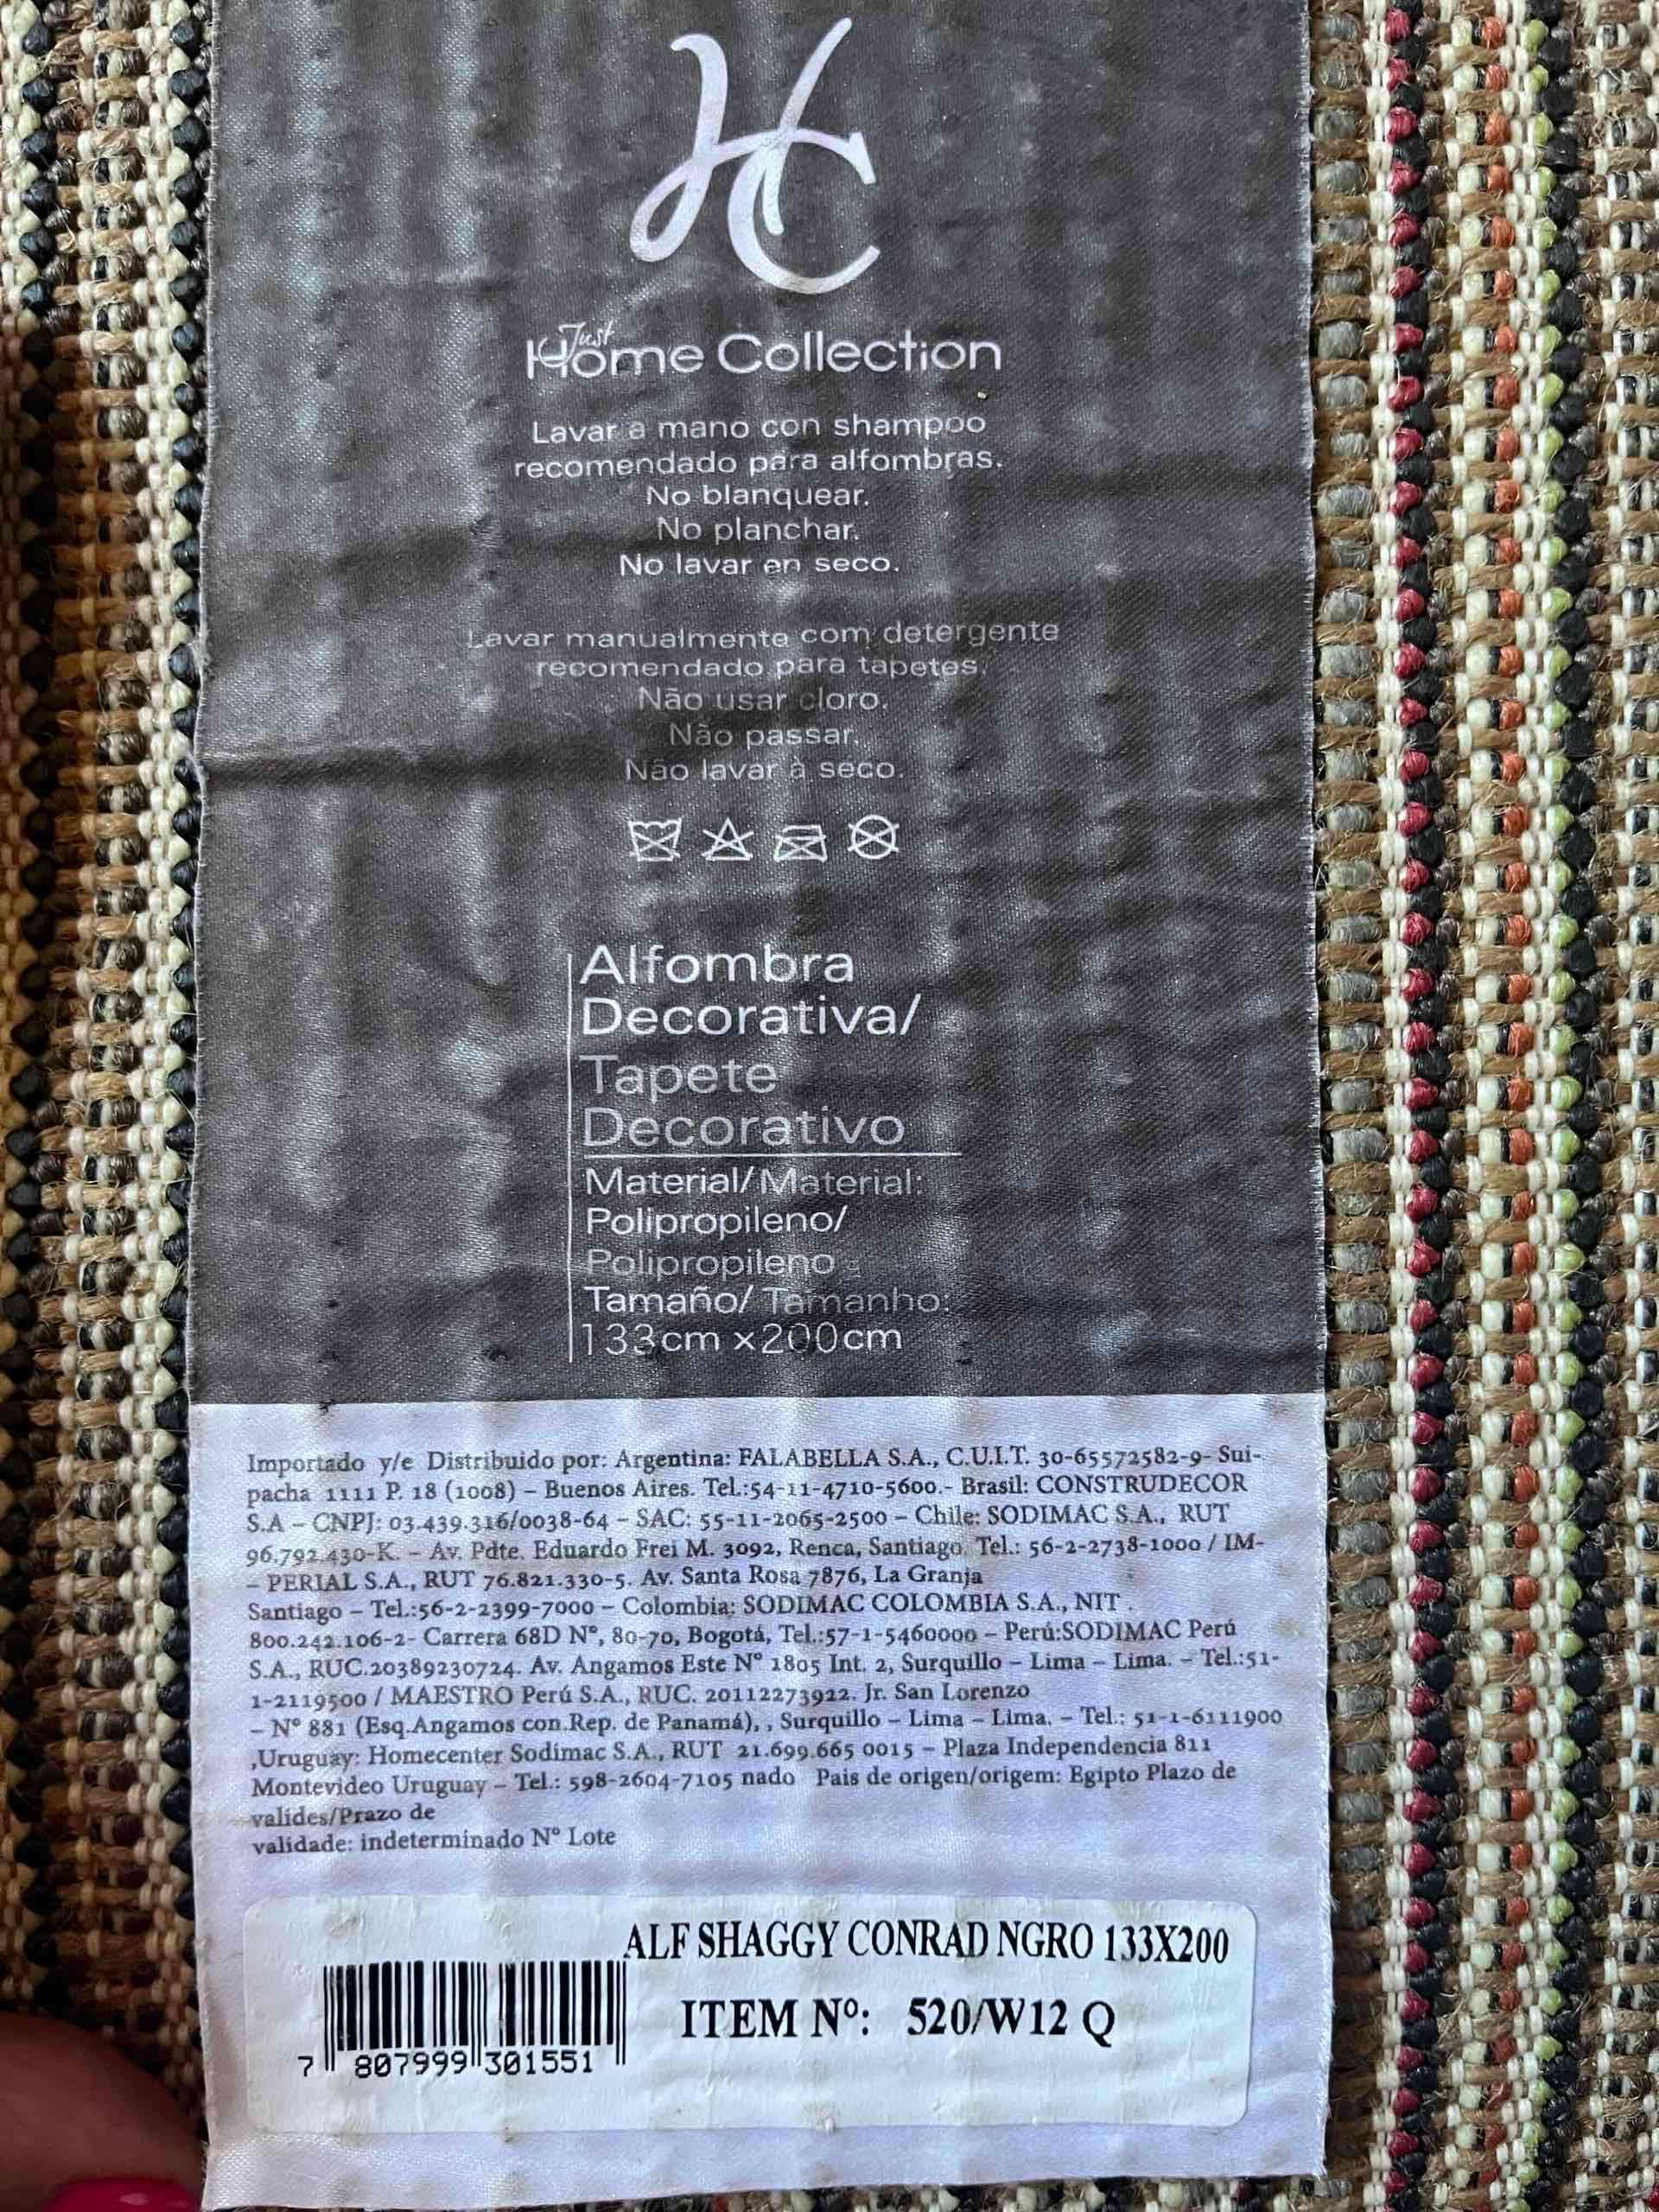 HC
Just
Home Collection
Lavar a mano con shampoo
recomendado para alfombras.
No blanquear.
No planchar.
No lavar en seco.
Lavar manualmente com detergente
recomendado para tapetes.
Não usar cloro.
Não passar.
Não lavar à seco.
Alfombra
Decorativa/
Tapete
Decorativo
Material/Material:
Polipropileno/
Polipropileno
Tamaño/Tamanho:
133cm x200cm
Importado y/e Distribuido por: Argentina: FALABELLA S.A., C.U.I.T. 30-65572582-9- Sui-
pacha 1111 P. 18 (1008) – Buenos Aires. Tel.:54-11-4710-5600.- Brasil: CONSTRUDECOR
S.A – CNPJ: 03.439.316/0038-64 – SAC: 55-11-2065-2500 – Chile: SODIMAC S.A., RUT
96.792.430-K. – Av. Pdte. Eduardo Frei M. 3092, Renca, Santiago. Tel.: 56-2-2738-1000 / IM-
– PERIAL S.A., RUT 76.821.330-5. Av. Santa Rosa 7876, La Granja
Santiago – Tel.:56-2-2399-7000 – Colombia: SODIMAC COLOMBIA S.A., NIT .
800.242.106-2- Carrera 68D Nº, 80-70, Bogotá, Tel.:57-1-5460000 – Perú:SODIMAC Perú
S.A., RUC.20389230724. Av. Angamos Este Nº 1805 Int. 2, Surquillo – Lima – Lima. – Tel.:51-
1-2119500 / MAESTRO Perú S.A., RUC. 20112273922. Jr. San Lorenzo
– Nº 881 (Esq.Angamos con.Rep. de Panamá), , Surquillo – Lima – Lima. – Tel.: 51-1-6111900
,Uruguay: Homecenter Sodimac S.A., RUT 21.699.665 0015 – Plaza Independencia 811
Montevideo Uruguay – Tel.: 598-2604-7105 nado Pais de origen/origem: Egipto Plazo de
valides/Prazo de
validade: indeterminado Nº Lote
ALF SHAGGY CONRAD NGRO 133X200
ITEM Nº: 520/W12 Q
7 807999 301551